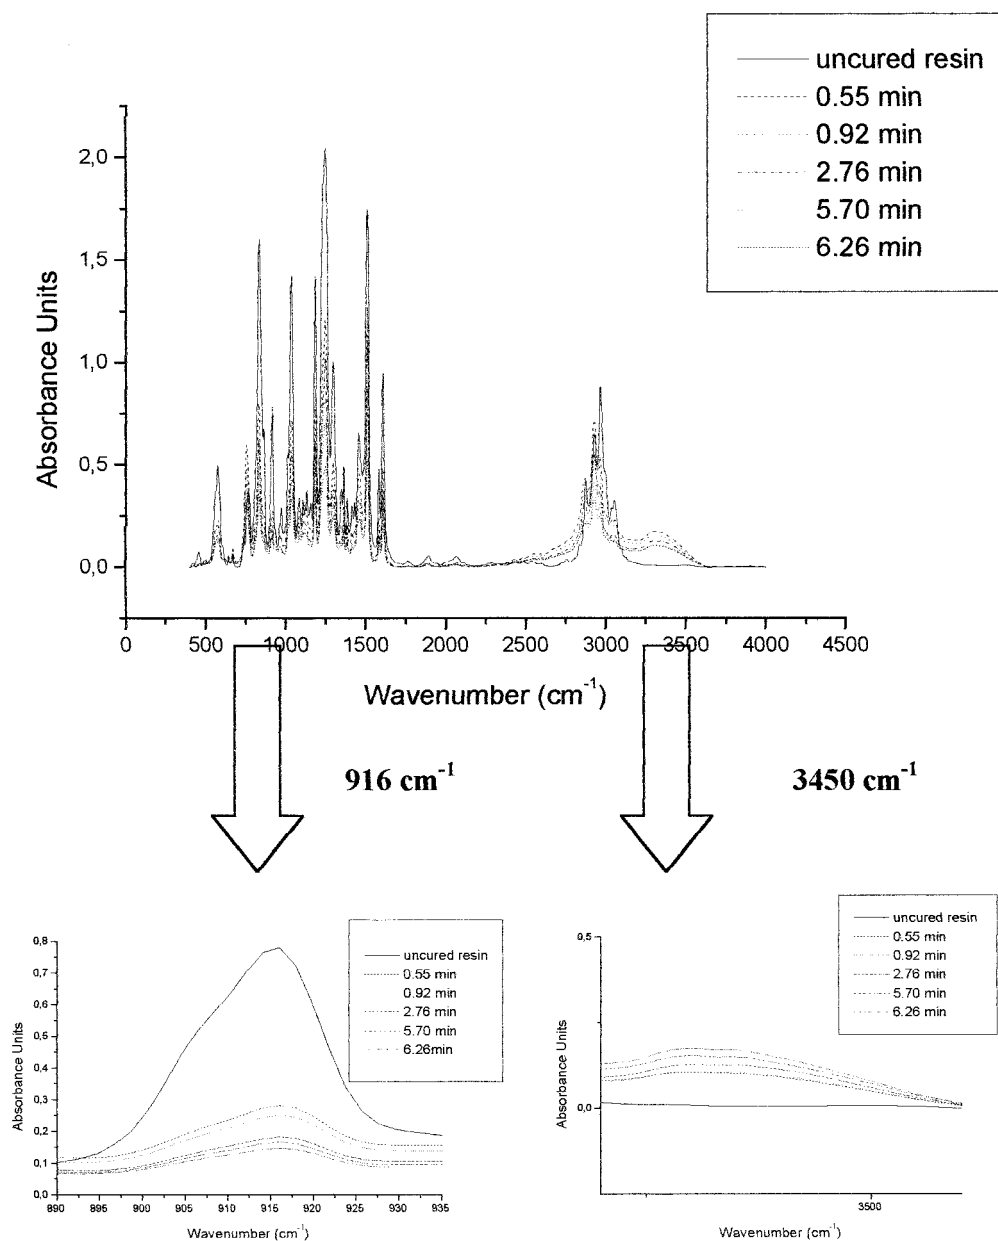 uncured resin
0.55 min
0.92 min
2.76 min
5.70 min
6.26 min
Absorbance Units
2,0
1,5
1,0
0,5
0,0
0 500 1000 1500 2000 2500 3000 3500 4000 4500
Wavenumber (cm⁻¹)
916 cm⁻¹
3450 cm⁻¹
uncured resin
0.55 min
0.92 min
2.76 min
5.70 min
6.26min
Absorbance Units
0,8
0,7
0,6
0,5
0,4
0,3
0,2
0,1
0,0
890 895 900 905 910 915 920 925 930 935
Wavenumber (cm⁻¹)
uncured resin
0.55 min
0.92 min
2.76 min
5.70 min
6.26 min
Absorbance Units
0,5
0,0
3500
Wavenumber (cm⁻¹)